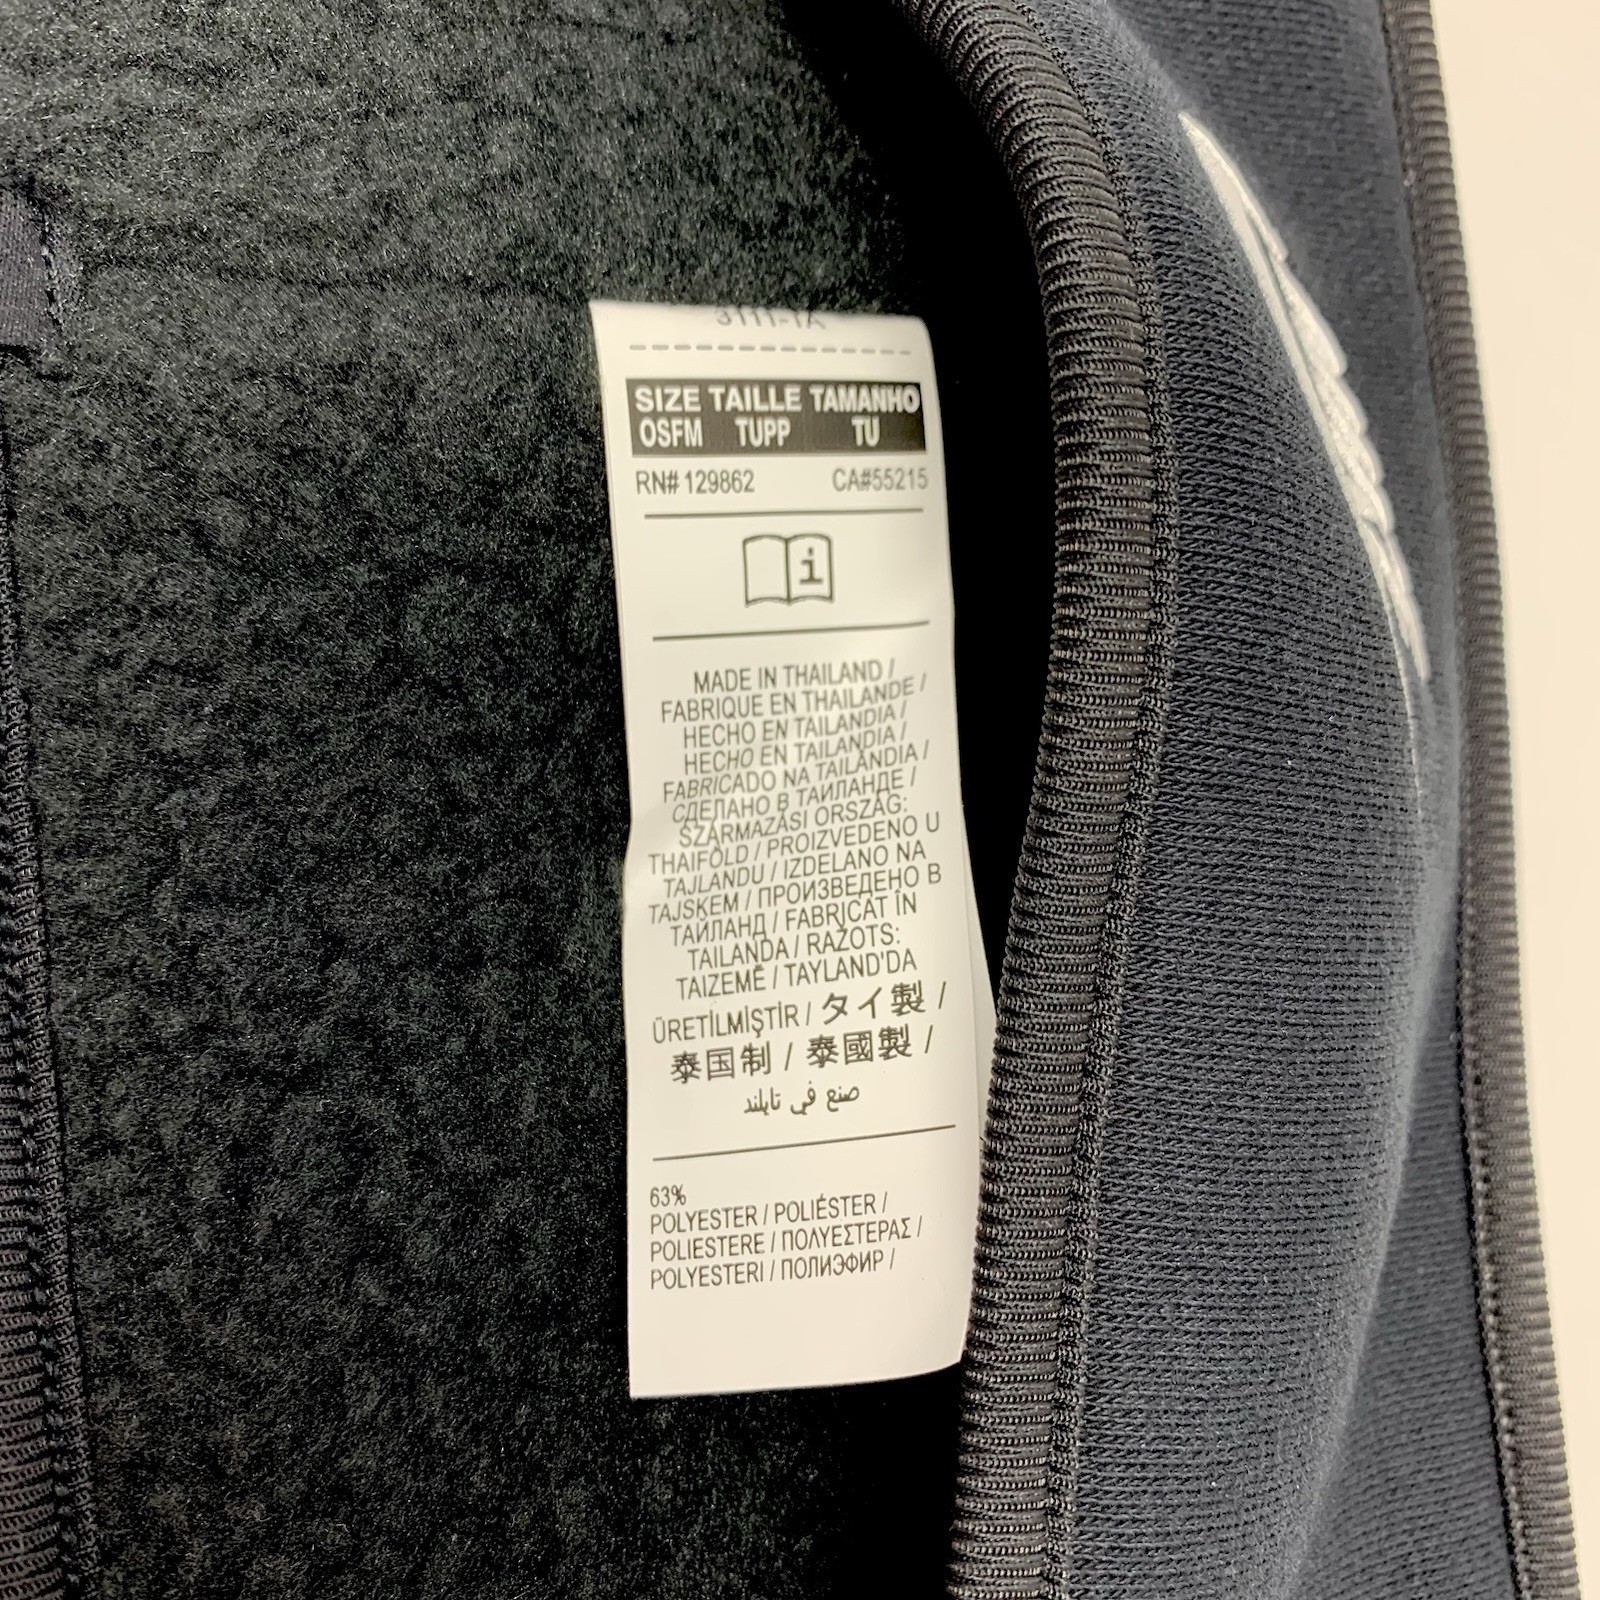 3111-1A
SIZE TAILLE TAMANHO
OSFM TUPP TU
RN# 129862 CA#55215
i
MADE IN THAILAND /
FABRIQUE EN THAILANDE /
HECHO EN TAILANDIA /
HECHO EN TAILANDIA /
FABRICADO NA TAILÂNDIA /
СДЕЛАНО В ТАИЛАНДЕ /
SZÁRMAZÁSI ORSZÁG:
THAIFÖLD / PROIZVEDENO U
TAJLANDU / IZDELANO NA
TAJSKEM / ПРОИЗВЕДЕНО В
ТАЙЛАНД / FABRICAT ÎN
TAILANDA / RAŽOTS:
TAIZEMĒ / TAYLAND'DA
ÜRETİLMİŞTİR / タイ製 /
泰国制 / 泰國製 /
صنع في تايلند
63%
POLYESTER / POLIÉSTER /
POLIESTERE / ΠΟΛΥΕΣΤΕΡΑΣ /
POLYESTERI / ПОЛИЭФИР /